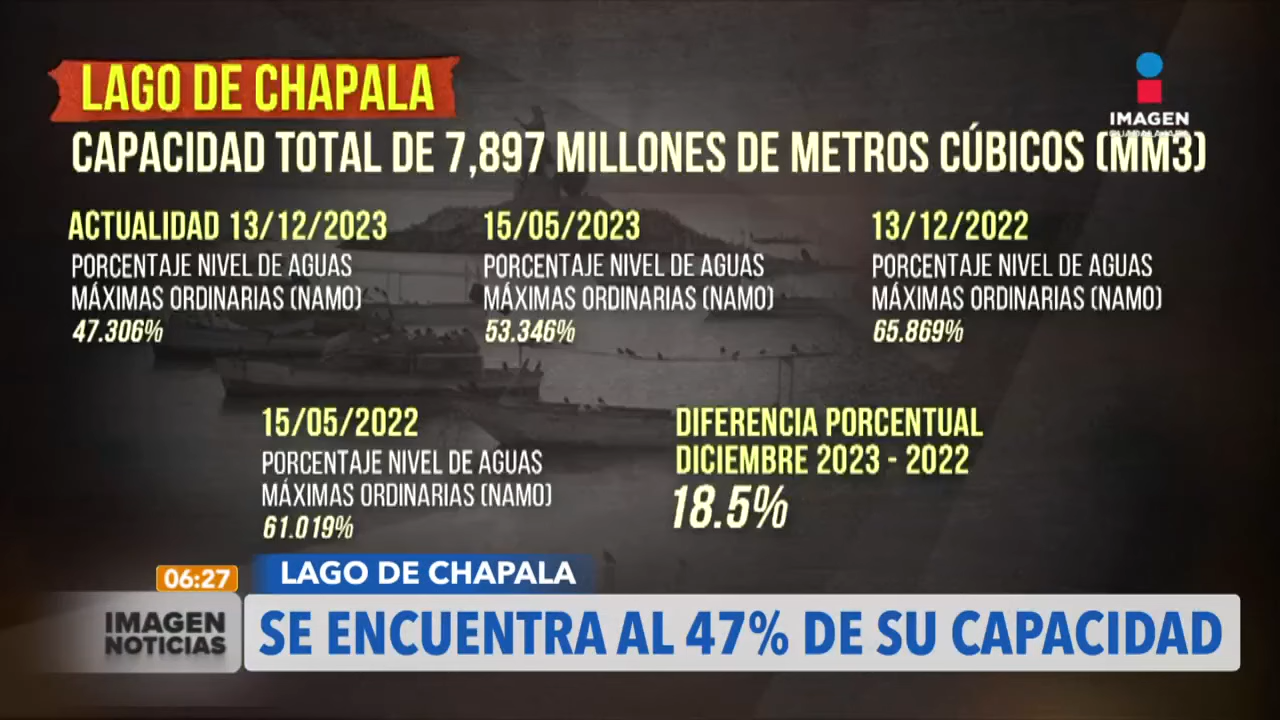 LAGO DE CHAPALA
IMAGEN
GUADALAJARA
CAPACIDAD TOTAL DE 7,897 MILLONES DE METROS CÚBICOS (MM3)
ACTUALIDAD 13/12/2023
PORCENTAJE NIVEL DE AGUAS
MÁXIMAS ORDINARIAS (NAMO)
47.306%
15/05/2023
PORCENTAJE NIVEL DE AGUAS
MÁXIMAS ORDINARIAS (NAMO)
53.346%
13/12/2022
PORCENTAJE NIVEL DE AGUAS
MÁXIMAS ORDINARIAS (NAMO)
65.869%
15/05/2022
PORCENTAJE NIVEL DE AGUAS
MÁXIMAS ORDINARIAS (NAMO)
61.019%
DIFERENCIA PORCENTUAL
DICIEMBRE 2023 - 2022
18.5%
06:27
LAGO DE CHAPALA
IMAGEN
NOTICIAS
SE ENCUENTRA AL 47% DE SU CAPACIDAD